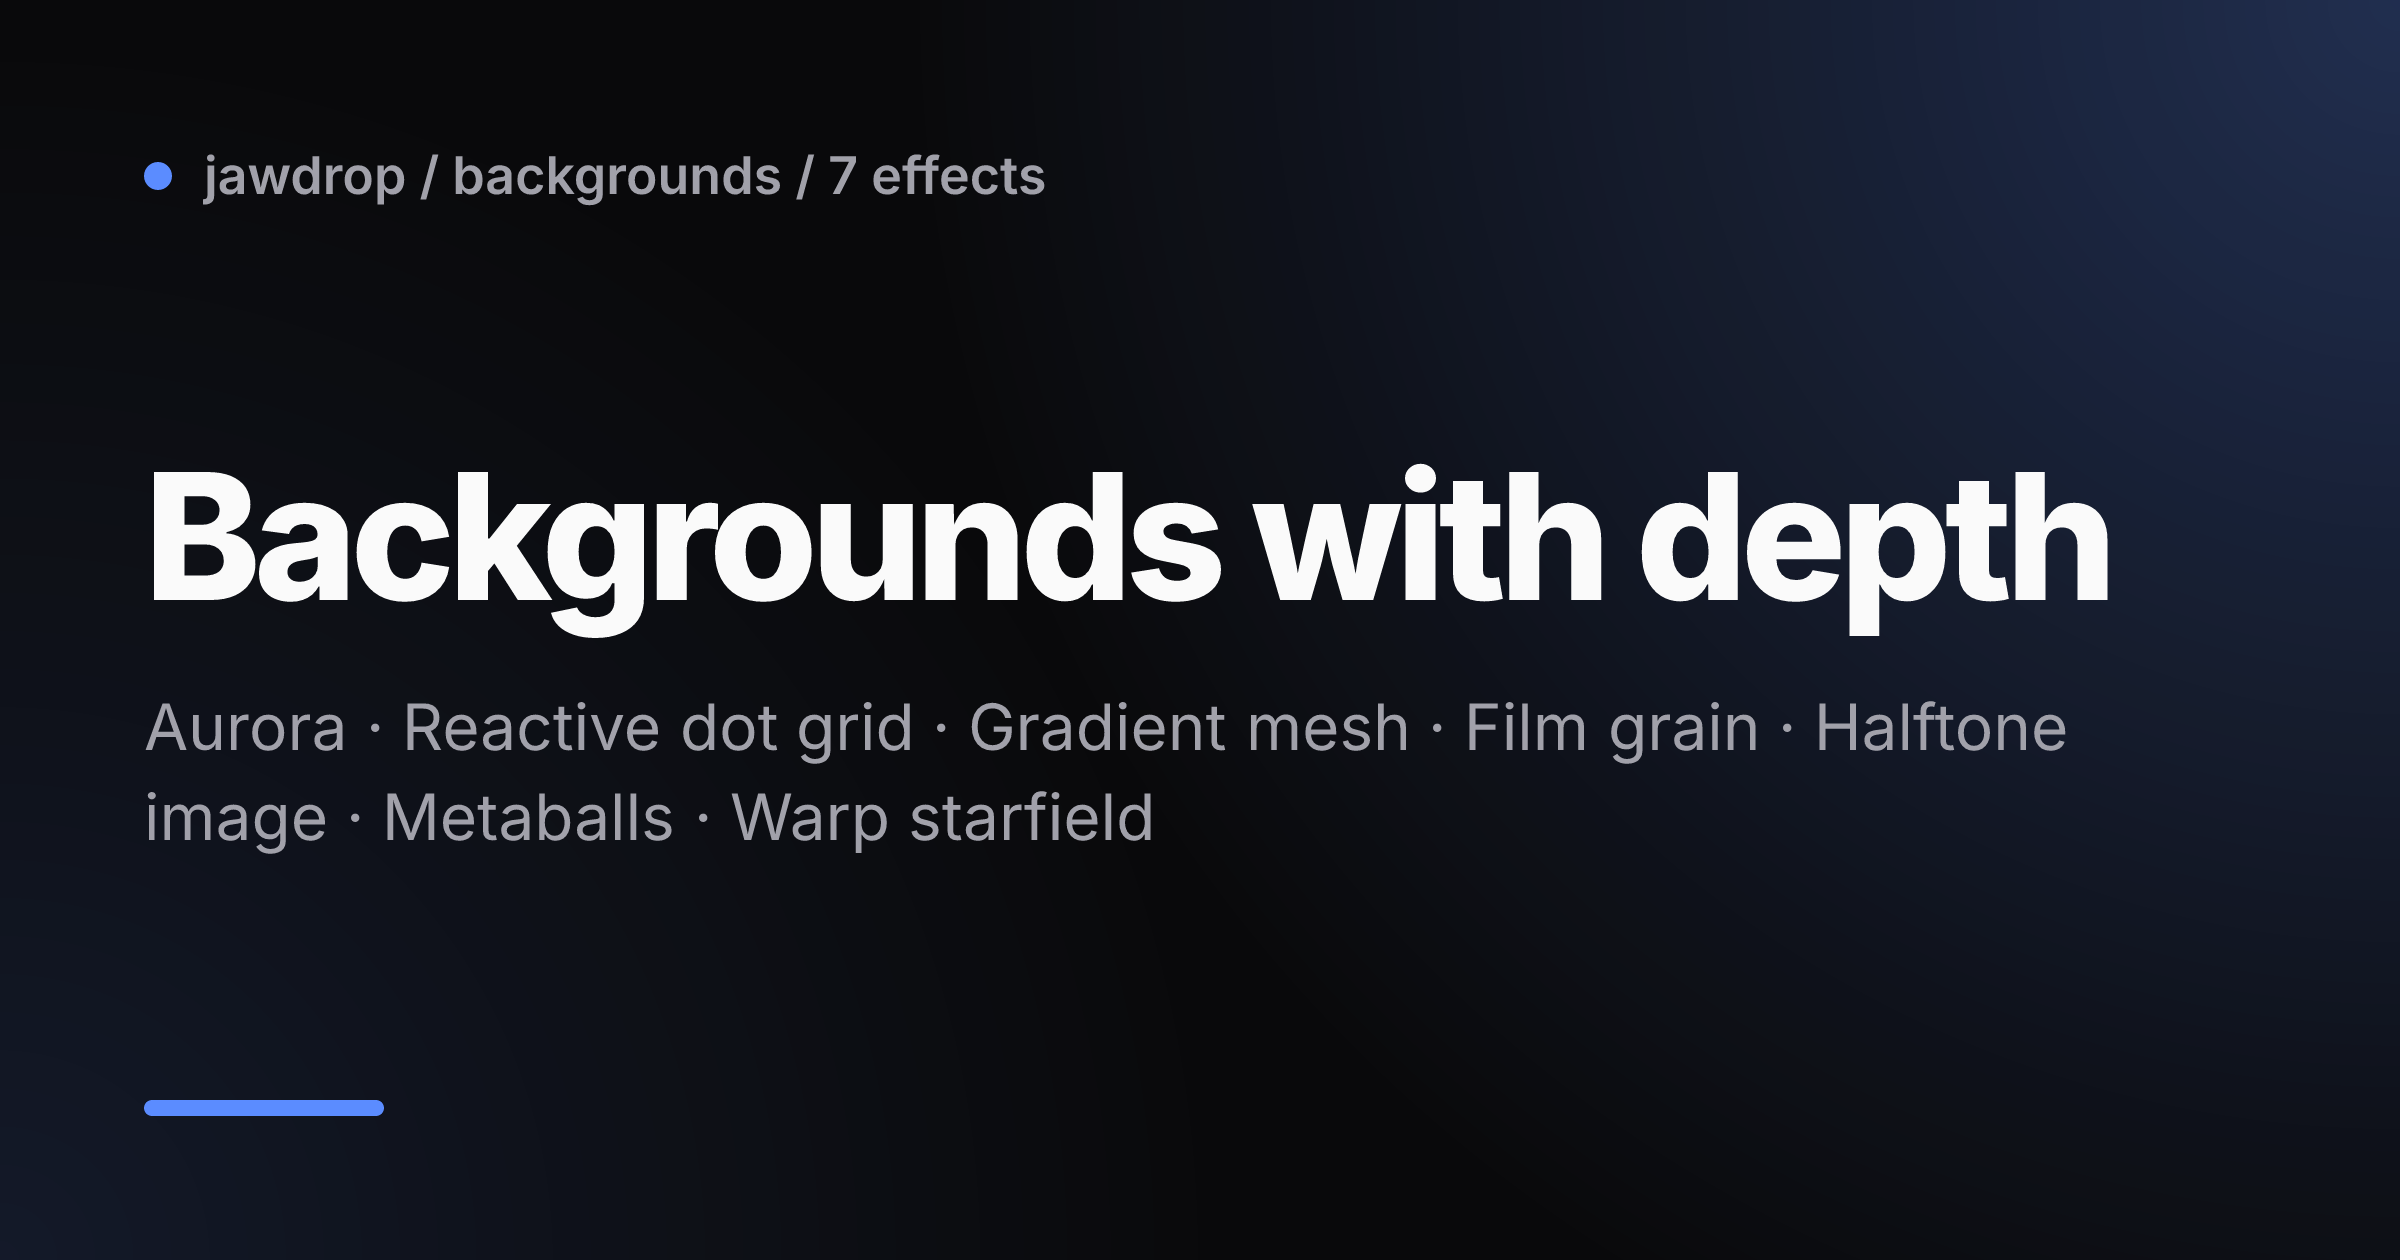 jawdrop / backgrounds / 7 effects
Backgrounds with depth
Aurora · Reactive dot grid · Gradient mesh · Film grain · Halftone
image · Metaballs · Warp starfield